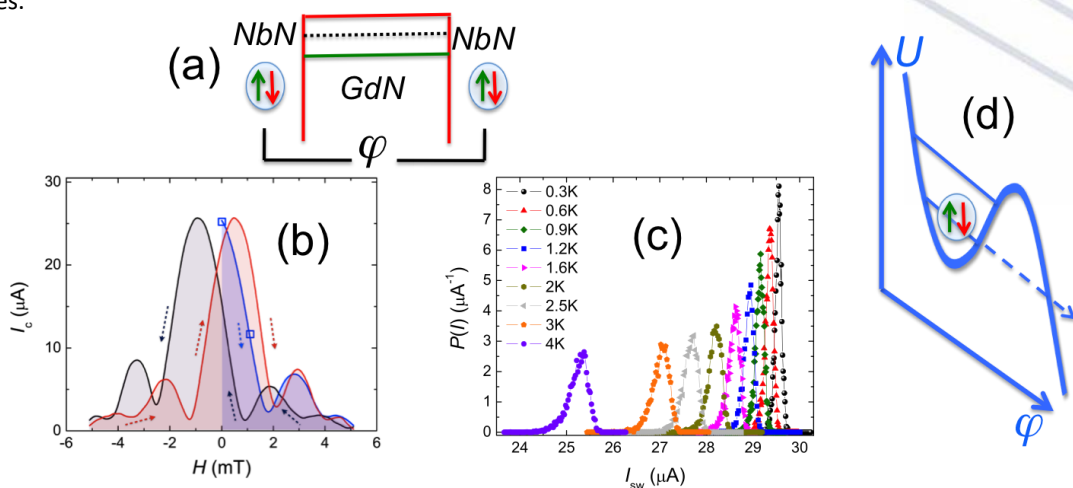 es.
NbN
NbN
(a)
GdN
φ
(b)
30
20
10
0
I_c (μA)
-6 -4 -2 0 2 4 6
H (mT)
(c)
8
7
6
5
4
3
2
1
0
P(I) (μA⁻¹)
0.3K
0.6K
0.9K
1.2K
1.6K
2K
2.5K
3K
4K
24 25 26 27 28 29 30
I_sw (μA)
U
(d)
φ